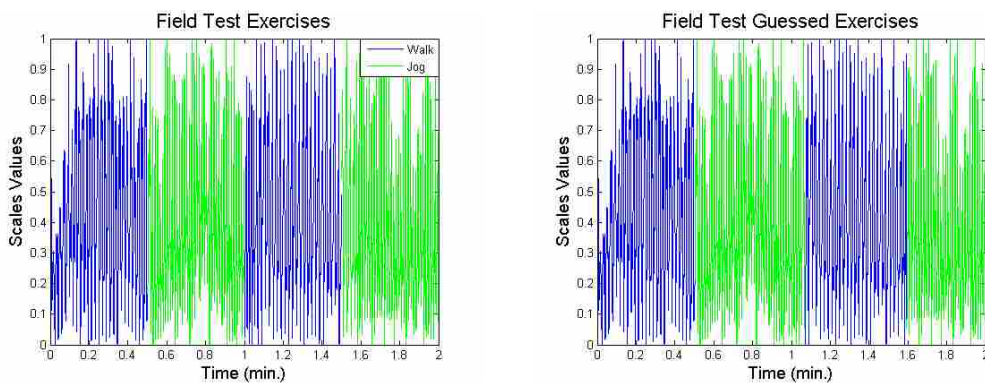 Field Test Exercises
Walk
Jog
Scales Values
1
0.9
0.8
0.7
0.6
0.5
0.4
0.3
0.2
0.1
0
0 0.2 0.4 0.6 0.8 1 1.2 1.4 1.6 1.8 2
Time (min.)
Field Test Guessed Exercises
Scales Values
1
0.9
0.8
0.7
0.6
0.5
0.4
0.3
0.2
0.1
0
0 0.2 0.4 0.6 0.8 1 1.2 1.4 1.6 1.8 2
Time (min.)